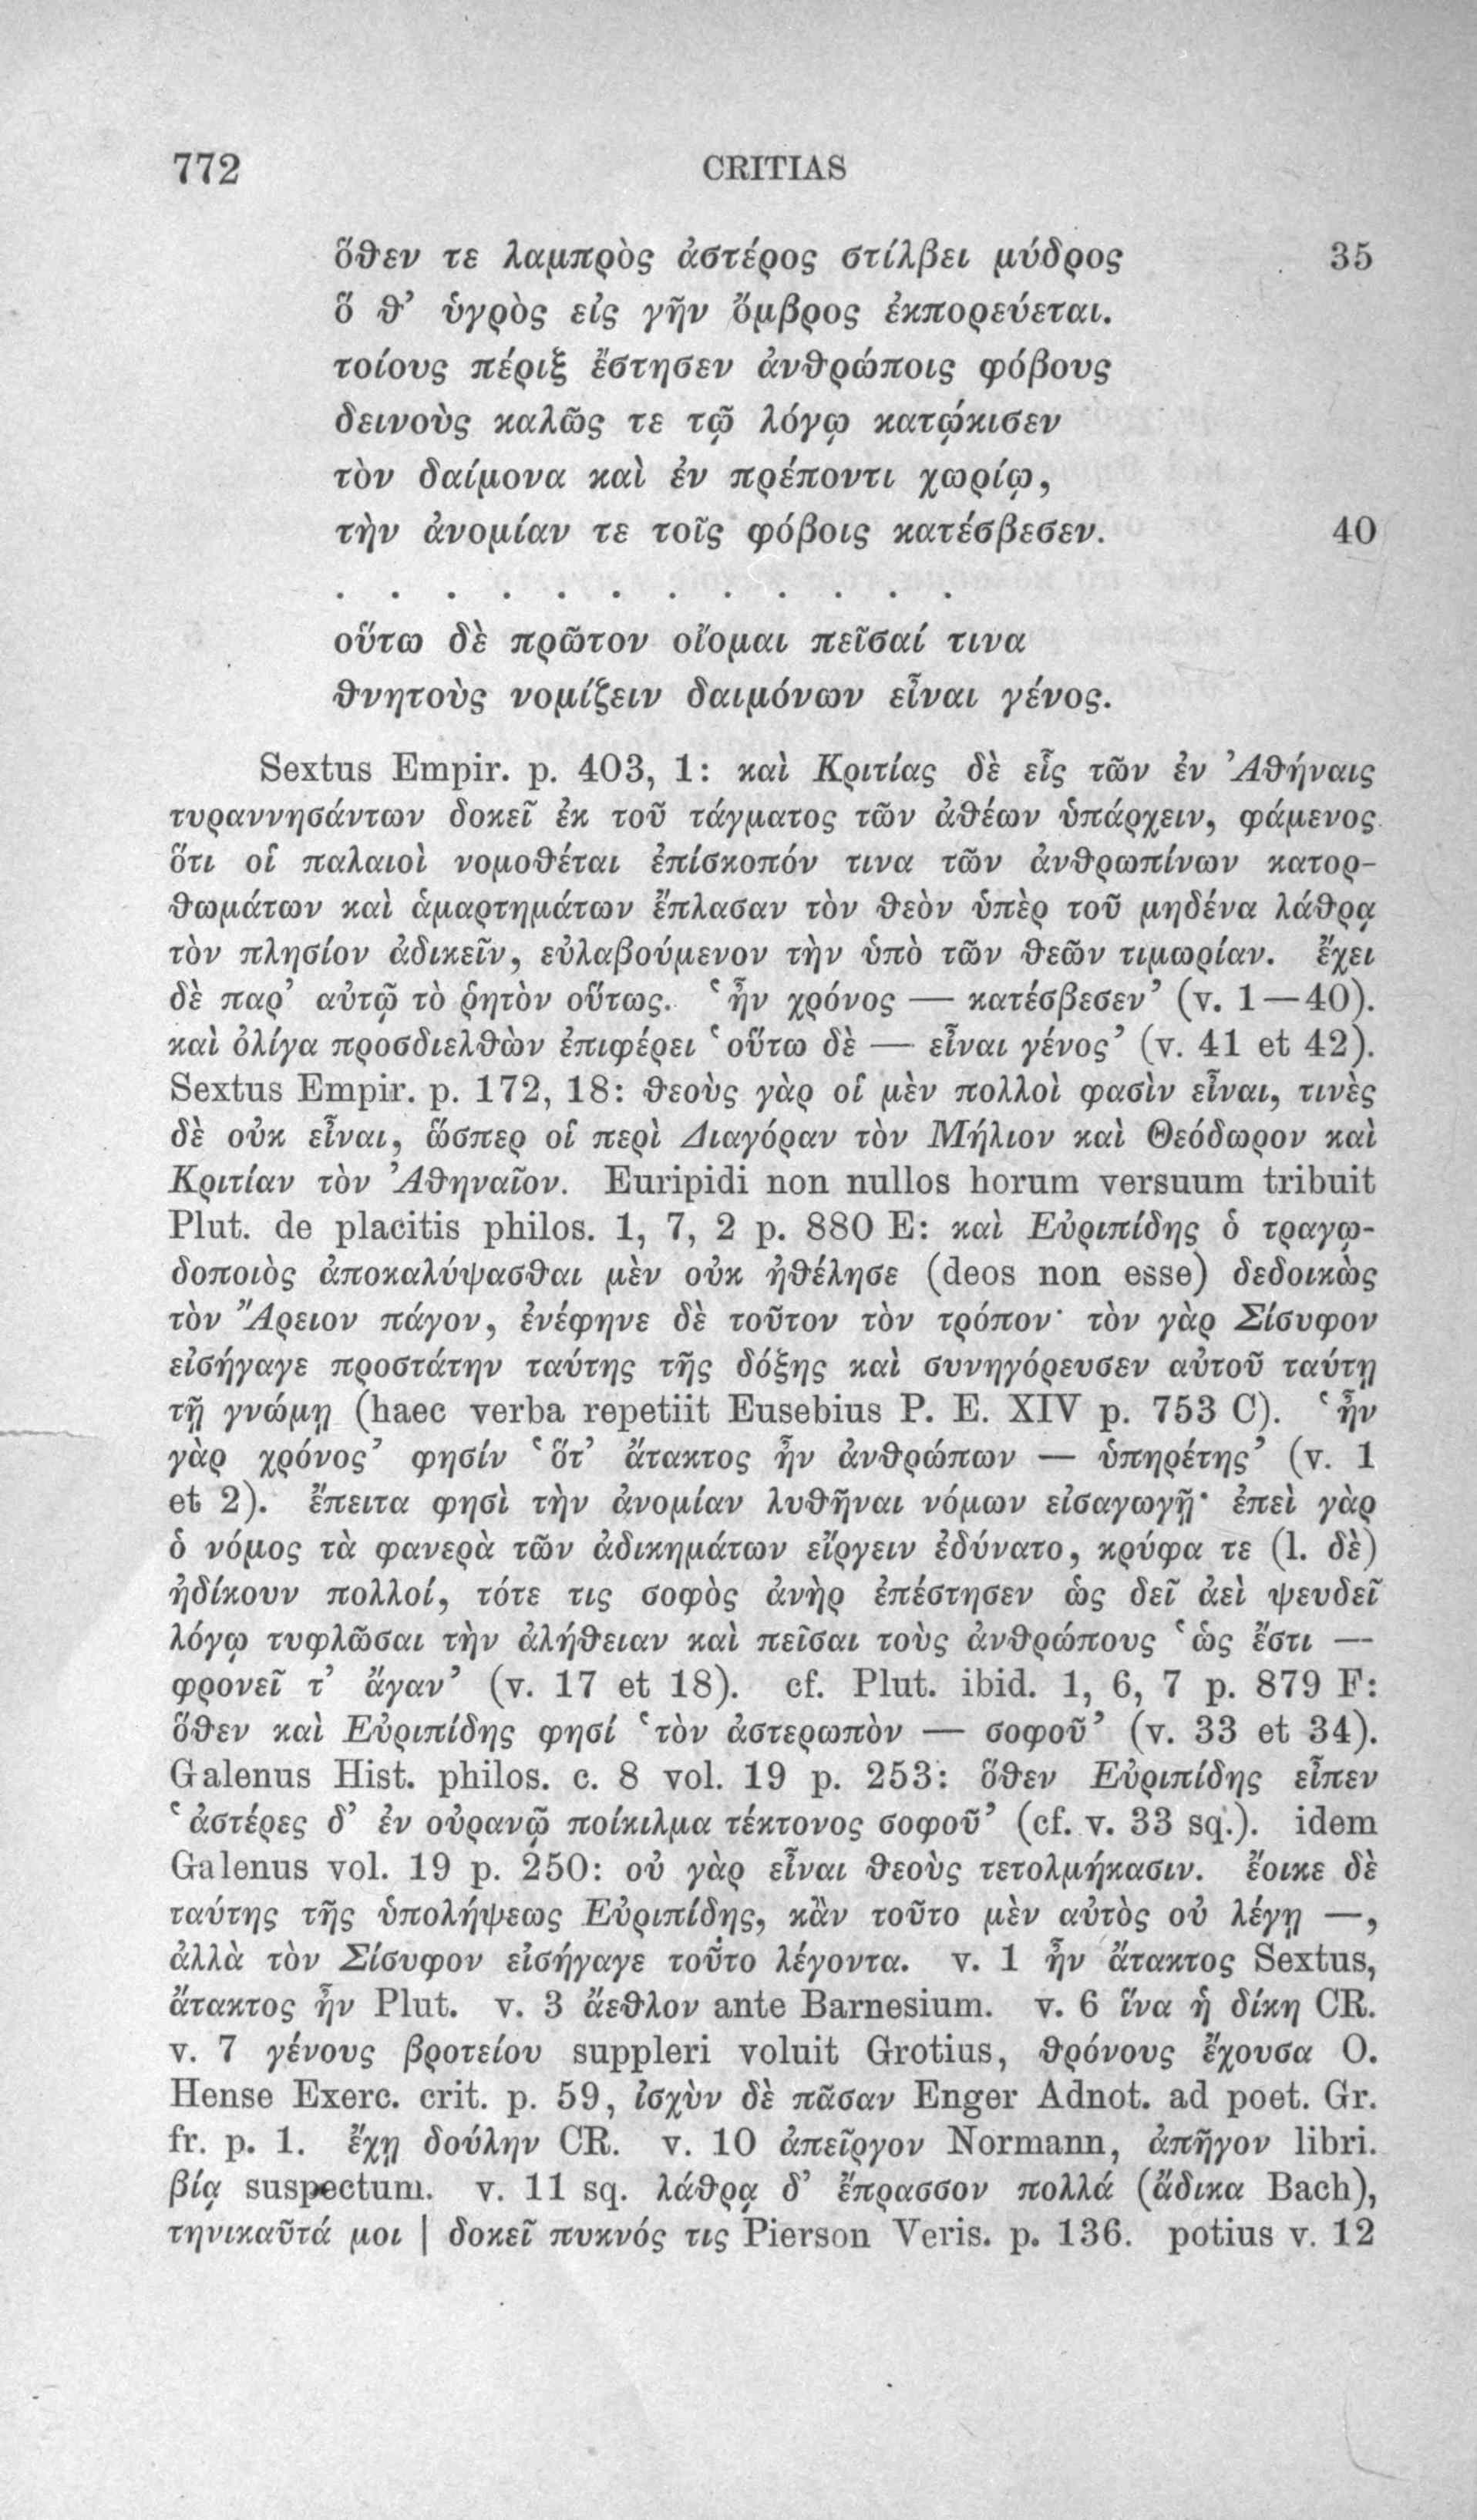 772 CRITIAS
ὅθεν τε λαμπρὸς ἀστέρος στίλβει μύδρος 35
ὅ θ’ ὑγρὸς εἰς γῆν ὄμβρος ἐκπορεύεται.
τοίους πέριξ ἔστησεν ἀνθρώποις φόβους
δεινοὺς καλῶς τε τῷ λόγῳ κατῴκισεν
τὸν δαίμονα καὶ ἐν πρέποντι χωρίῳ,
τὴν ἀνομίαν τε τοῖς φόβοις κατέσβεσεν. 40
. . . . . . . . . . . .
οὕτω δὲ πρῶτον οἴομαι πεῖσαί τινα
θνητοὺς νομίζειν δαιμόνων εἶναι γένος.
Sextus Empir. p. 403, 1: καὶ Κριτίας δὲ εἷς τῶν ἐν Ἀθήναις
τυραννησάντων δοκεῖ ἐκ τοῦ τάγματος τῶν ἀθέων ὑπάρχειν, φάμενος
ὅτι οἱ παλαιοὶ νομοθέται ἐπίσκοπόν τινα τῶν ἀνθρωπίνων κατορ-
θωμάτων καὶ ἁμαρτημάτων ἔπλασαν τὸν θεὸν ὑπὲρ τοῦ μηδένα λάθρᾳ
τὸν πλησίον ἀδικεῖν, εὐλαβούμενον τὴν ὑπὸ τῶν θεῶν τιμωρίαν. ἔχει
δὲ παρ’ αὐτῷ τὸ ῥητὸν οὕτως. ‘ἦν χρόνος — κατέσβεσεν’ (v. 1—40).
καὶ ὀλίγα προσδιελθὼν ἐπιφέρει ‘οὕτω δὲ — εἶναι γένος’ (v. 41 et 42).
Sextus Empir. p. 172, 18: θεοὺς γὰρ οἱ μὲν πολλοὶ φασὶν εἶναι, τινὲς
δὲ οὐκ εἶναι, ὥσπερ οἱ περὶ Διαγόραν τὸν Μήλιον καὶ Θεόδωρον καὶ
Κριτίαν τὸν Ἀθηναῖον. Euripidi non nullos horum versuum tribuit
Plut. de placitis philos. 1, 7, 2 p. 880 E: καὶ Εὐριπίδης ὁ τραγῳ-
δοποιὸς ἀποκαλύψασθαι μὲν οὐκ ἠθέλησε (deos non esse) δεδοικὼς
τὸν Ἄρειον πάγον, ἐνέφηνε δὲ τοῦτον τὸν τρόπον· τὸν γὰρ Σίσυφον
εἰσήγαγε προστάτην ταύτης τῆς δόξης καὶ συνηγόρευσεν αὐτοῦ ταύτῃ
τῇ γνώμῃ (haec verba repetiit Eusebius P. E. XIV p. 753 C). ‘ἦν
γὰρ χρόνος’ φησίν ‘ὅτ’ ἄτακτος ἦν ἀνθρώπων — ὑπηρέτης’ (v. 1
et 2). ἔπειτα φησὶ τὴν ἀνομίαν λυθῆναι νόμων εἰσαγωγῇ· ἐπεὶ γὰρ
ὁ νόμος τὰ φανερὰ τῶν ἀδικημάτων εἴργειν ἐδύνατο, κρύφα τε (l. δὲ)
ἠδίκουν πολλοί, τότε τις σοφὸς ἀνὴρ ἐπέστησεν ὡς δεῖ ἀεὶ ψευδεῖ
λόγῳ τυφλῶσαι τὴν ἀλήθειαν καὶ πεῖσαι τοὺς ἀνθρώπους ‘ὡς ἔστι —
φρονεῖ τ’ ἄγαν’ (v. 17 et 18). cf. Plut. ibid. 1, 6, 7 p. 879 F:
ὅθεν καὶ Εὐριπίδης φησί ‘τὸν ἀστερωπὸν — σοφοῦ’ (v. 33 et 34).
Galenus Hist. philos. c. 8 vol. 19 p. 253: ὅθεν Εὐριπίδης εἶπεν
‘ἀστέρες δ’ ἐν οὐρανῷ ποίκιλμα τέκτονος σοφοῦ’ (cf. v. 33 sq.). idem
Galenus vol. 19 p. 250: οὐ γὰρ εἶναι θεοὺς τετολμήκασιν. ἔοικε δὲ
ταύτης τῆς ὑπολήψεως Εὐριπίδης, κἂν τοῦτο μὲν αὐτὸς οὐ λέγῃ —,
ἀλλὰ τὸν Σίσυφον εἰσήγαγε τοῦτο λέγοντα. v. 1 ἦν ἄτακτος Sextus,
ἄτακτος ἦν Plut. v. 3 ἄεθλον ante Barnesium. v. 6 ἵνα ἡ δίκη CR.
v. 7 γένους βροτείου suppleri voluit Grotius, θρόνους ἔχουσα O.
Hense Exerc. crit. p. 59, ἰσχὺν δὲ πᾶσαν Enger Adnot. ad poet. Gr.
fr. p. 1. ἔχῃ δούλην CR. v. 10 ἀπεῖργον Normann, ἀπῆγον libri.
βίᾳ suspectum. v. 11 sq. λάθρᾳ δ’ ἔπρασσον πολλά (ἄδικα Bach),
τηνικαῦτά μοι | δοκεῖ πυκνός τις Pierson Veris. p. 136. potius v. 12